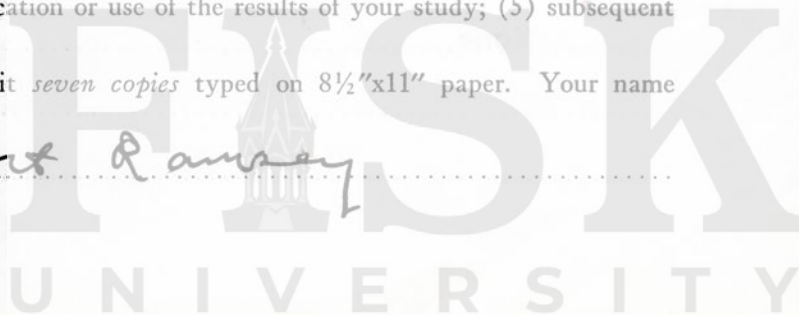 cation or use of the results of your study; (5) subsequent
it seven copies typed on 8½"x11" paper. Your name
Ramsey
FISK
UNIVERSITY